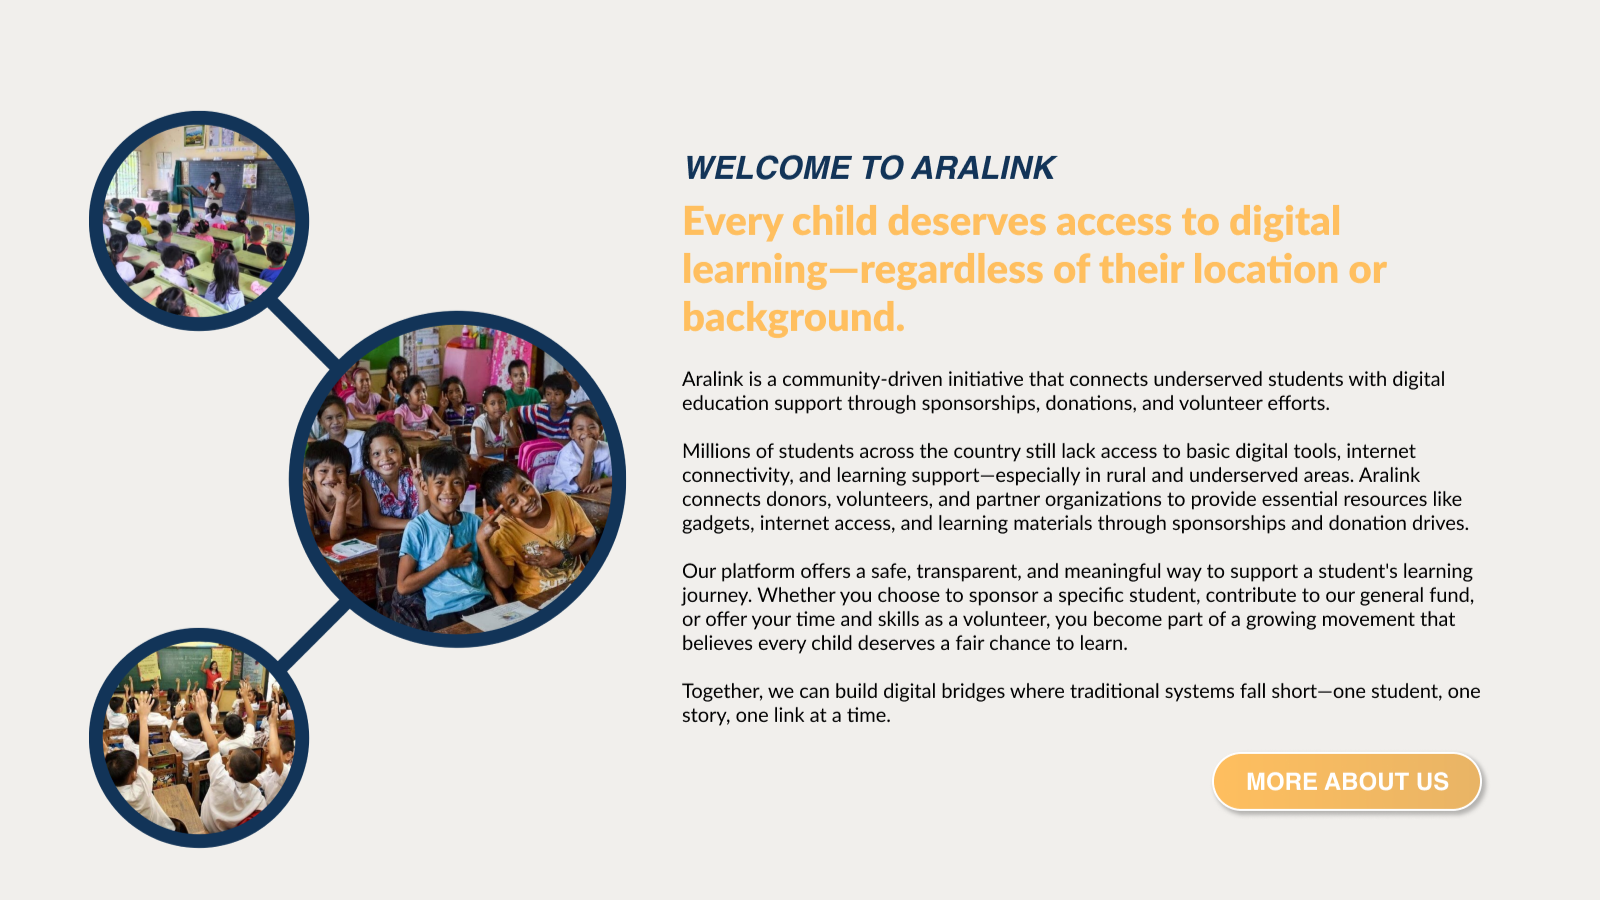 WELCOME TO ARALINK
Every child deserves access to digital
learning—regardless of their location or
background.
Aralink is a community-driven initiative that connects underserved students with digital
education support through sponsorships, donations, and volunteer efforts.
Millions of students across the country still lack access to basic digital tools, internet
connectivity, and learning support—especially in rural and underserved areas. Aralink
connects donors, volunteers, and partner organizations to provide essential resources like
gadgets, internet access, and learning materials through sponsorships and donation drives.
Our platform offers a safe, transparent, and meaningful way to support a student's learning
journey. Whether you choose to sponsor a specific student, contribute to our general fund,
or offer your time and skills as a volunteer, you become part of a growing movement that
believes every child deserves a fair chance to learn.
Together, we can build digital bridges where traditional systems fall short—one student, one
story, one link at a time.
MORE ABOUT US